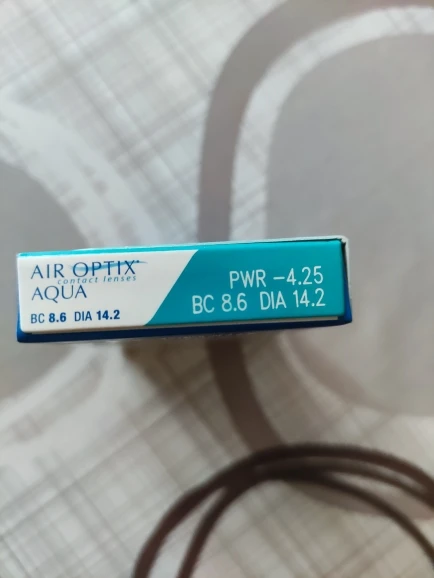 AIR OPTIX
contact lenses
AQUA
BC 8.6 DIA 14.2
PWR -4.25
BC 8.6 DIA 14.2